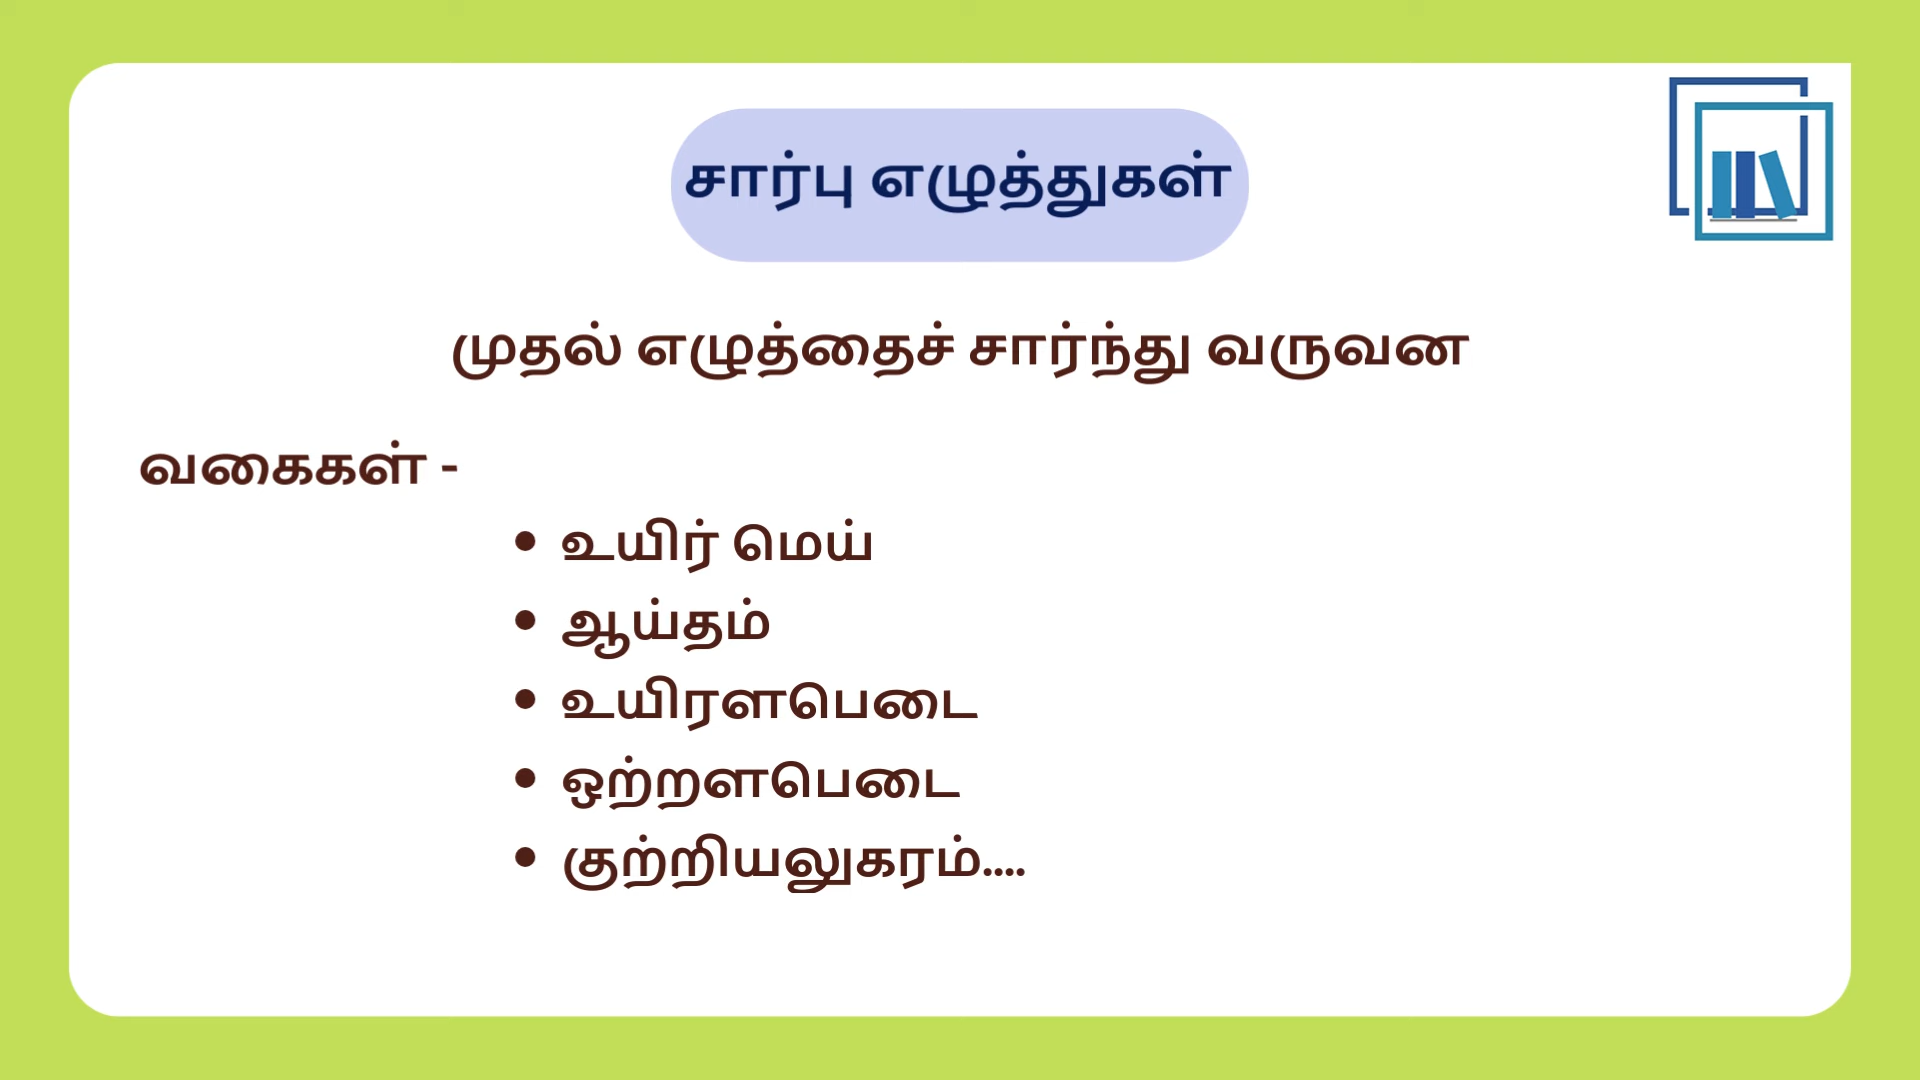 சார்பு எழுத்துகள்
முதல் எழுத்தைச் சார்ந்து வருவன
வகைகள் -
• உயிர் மெய்
• ஆய்தம்
• உயிரளபெடை
• ஒற்றளபெடை
• குற்றியலுகரம்....